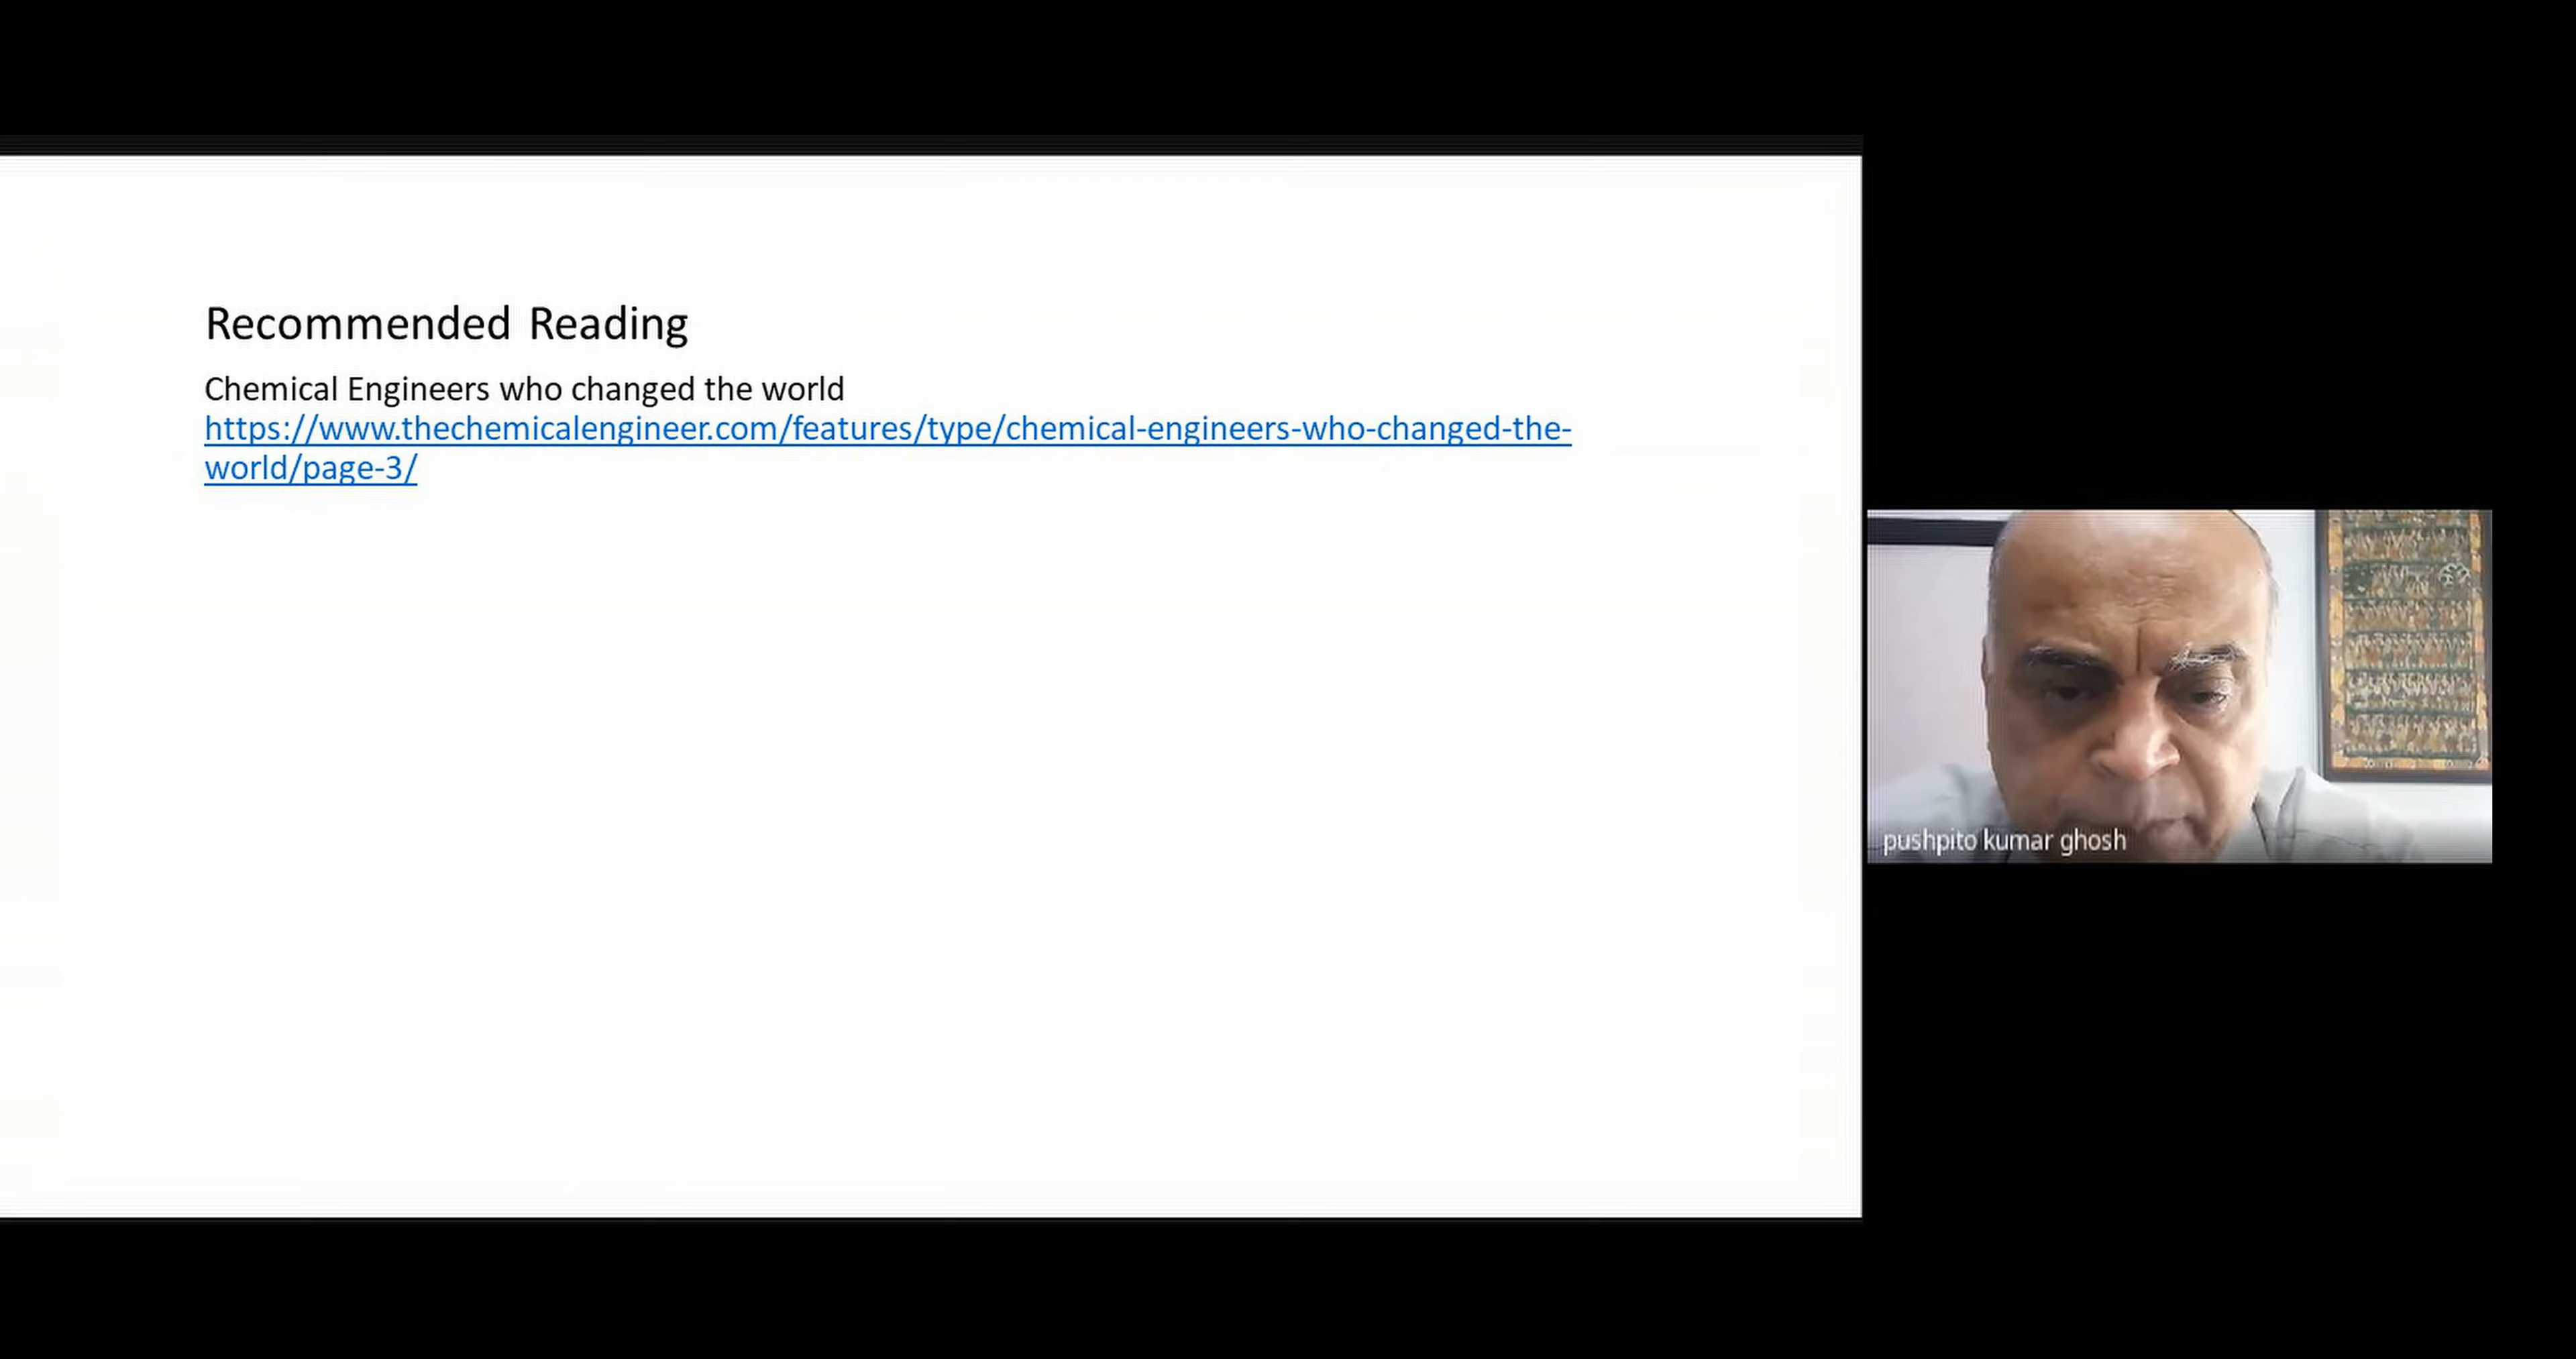 Recommended Reading
Chemical Engineers who changed the world
https://www.thechemicalengineer.com/features/type/chemical-engineers-who-changed-the-
world/page-3/
pushpito kumar ghosh